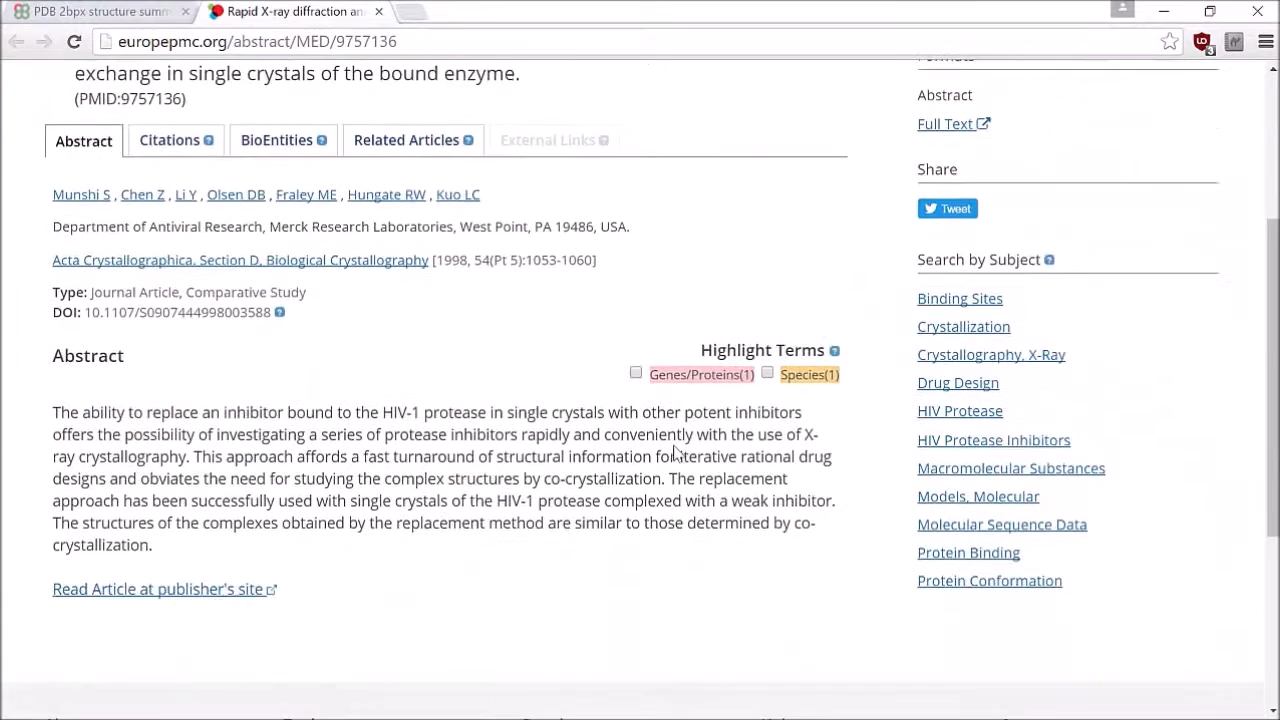 PDB 2bpx structure summ
Rapid X-ray diffraction an
europepmc.org/abstract/MED/9757136
3
exchange in single crystals of the bound enzyme.
(PMID:9757136)
Abstract
Citations ?
BioEntities ?
Related Articles ?
External Links ?
Munshi S , Chen Z , Li Y , Olsen DB , Fraley ME , Hungate RW , Kuo LC
Department of Antiviral Research, Merck Research Laboratories, West Point, PA 19486, USA.
Acta Crystallographica. Section D, Biological Crystallography [1998, 54(Pt 5):1053-1060]
Type: Journal Article, Comparative Study
DOI: 10.1107/S0907444998003588 ?
Abstract
Highlight Terms ?
Genes/Proteins(1) Species(1)
The ability to replace an inhibitor bound to the HIV-1 protease in single crystals with other potent inhibitors
offers the possibility of investigating a series of protease inhibitors rapidly and conveniently with the use of X-
ray crystallography. This approach affords a fast turnaround of structural information for iterative rational drug
designs and obviates the need for studying the complex structures by co-crystallization. The replacement
approach has been successfully used with single crystals of the HIV-1 protease complexed with a weak inhibitor.
The structures of the complexes obtained by the replacement method are similar to those determined by co-
crystallization.
Read Article at publisher's site
Formats
Abstract
Full Text
Share
Tweet
Search by Subject ?
Binding Sites
Crystallization
Crystallography, X-Ray
Drug Design
HIV Protease
HIV Protease Inhibitors
Macromolecular Substances
Models, Molecular
Molecular Sequence Data
Protein Binding
Protein Conformation